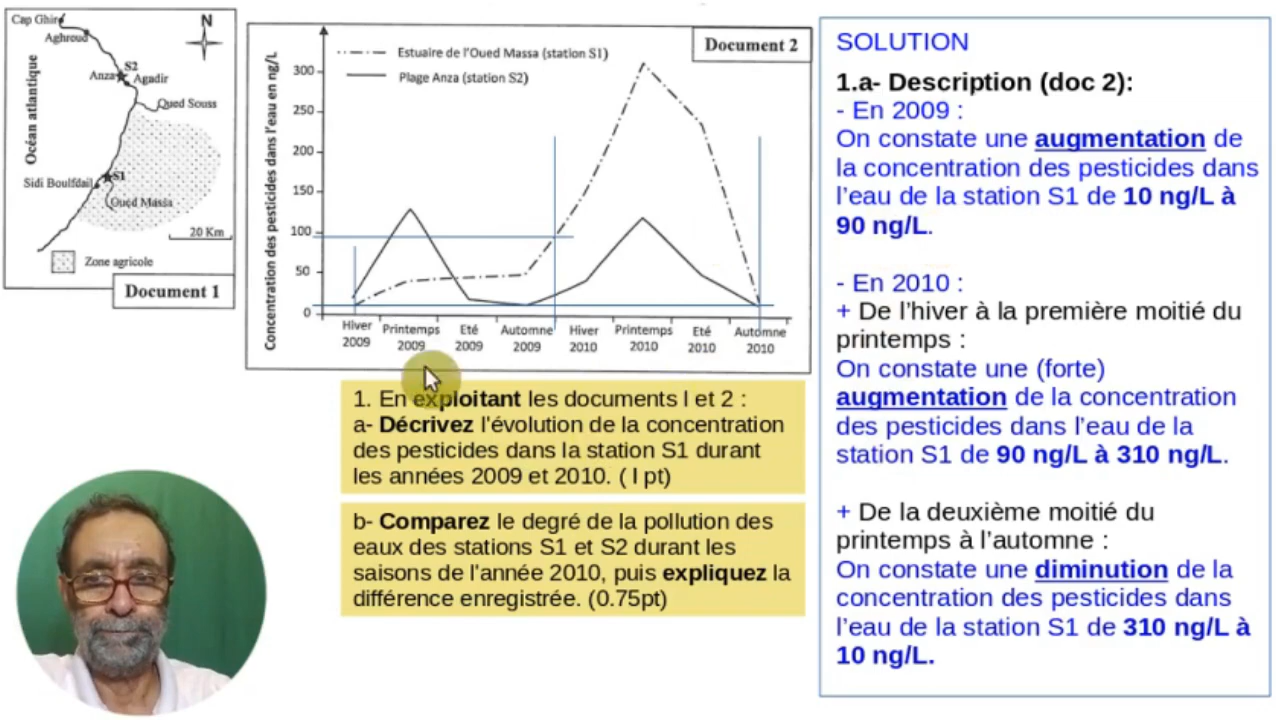 Cap Ghir
Aghroud
N
Océan atlantique
S2
Anza
Agadir
Oued Souss
S1
Sidi Boulfdail
Oued Massa
20 Km
Zone agricole
Document 1
Document 2
Concentration des pesticides dans l'eau en ng/L
Estuaire de l'Oued Massa (station S1)
Plage Anza (station S2)
300
250
200
150
100
50
0
Hiver 2009
Printemps 2009
Eté 2009
Automne 2009
Hiver 2010
Printemps 2010
Eté 2010
Automne 2010
1. En exploitant les documents I et 2 :
a- Décrivez l'évolution de la concentration
des pesticides dans la station S1 durant
les années 2009 et 2010. ( I pt)
b- Comparez le degré de la pollution des
eaux des stations S1 et S2 durant les
saisons de l'année 2010, puis expliquez la
différence enregistrée. (0.75pt)
SOLUTION
1.a- Description (doc 2):
- En 2009 :
On constate une augmentation de
la concentration des pesticides dans
l'eau de la station S1 de 10 ng/L à
90 ng/L.
- En 2010 :
+ De l'hiver à la première moitié du
printemps :
On constate une (forte)
augmentation de la concentration
des pesticides dans l'eau de la
station S1 de 90 ng/L à 310 ng/L.
+ De la deuxième moitié du
printemps à l'automne :
On constate une diminution de la
concentration des pesticides dans
l'eau de la station S1 de 310 ng/L à
10 ng/L.